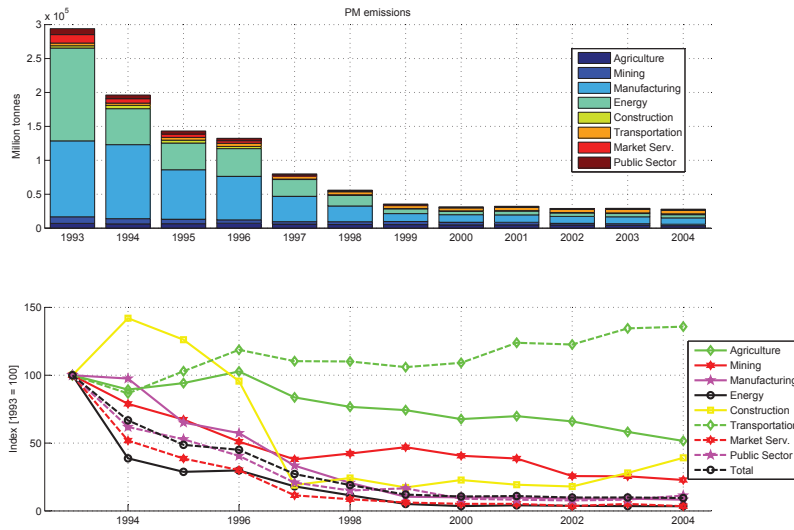 PM emissions
x 10^5
3
2.5
2
1.5
1
0.5
0
Million tonnes
1993 1994 1995 1996 1997 1998 1999 2000 2001 2002 2003 2004
Agriculture
Mining
Manufacturing
Energy
Construction
Transportation
Market Serv.
Public Sector
150
100
50
0
Index [1993 = 100]
1994 1996 1998 2000 2002 2004
Agriculture
Mining
Manufacturing
Energy
Construction
Transportation
Market Serv.
Public Sector
Total